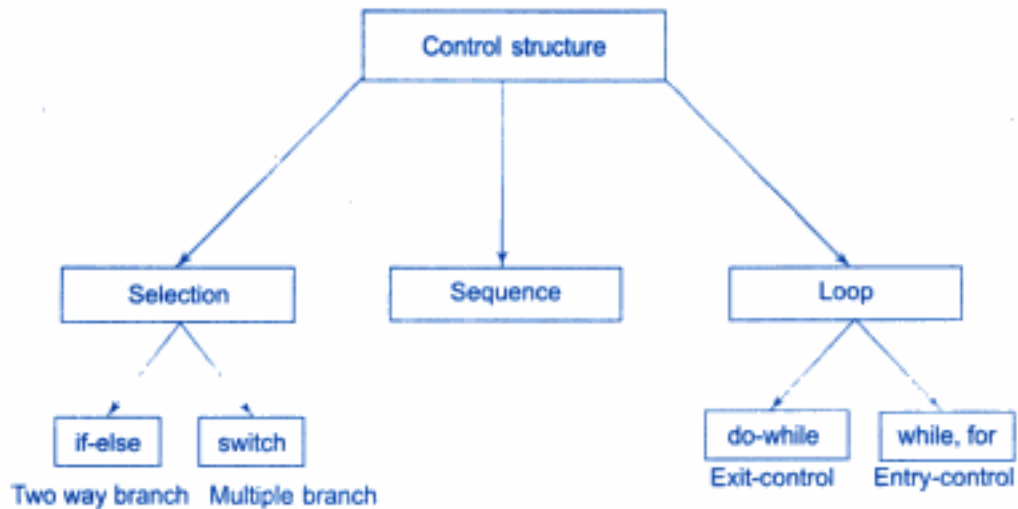 Control structure
Selection
Sequence
Loop
if-else
switch
do-while
while, for
Two way branch
Multiple branch
Exit-control
Entry-control